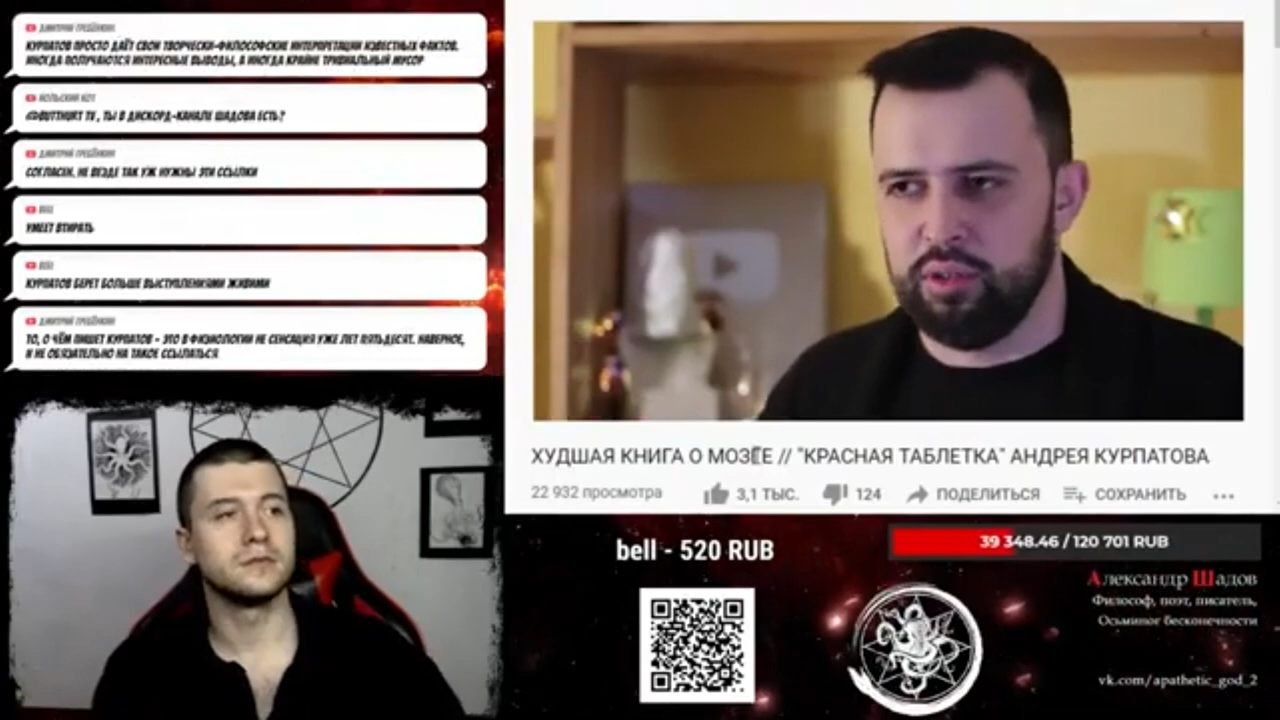 ДМИТРИЙ ГРЕБЁНКИН
КУРПАТОВ ПРОСТО ДАЁТ СВОИ ТВОРЧЕСКИ-ФИЛОСОФСКИЕ ИНТЕРПРЕТАЦИИ ИЗВЕСТНЫХ ФАКТОВ.
ИНОГДА ПОЛУЧАЮТСЯ ИНТЕРЕСНЫЕ ВЫВОДЫ, А ИНОГДА КРАЙНЕ ТРИВИАЛЬНЫЙ МУСОР
КОЛЬСКИЙ КОТ
@BUTTHURT TV , ТЫ В ДИСКОРД-КАНАЛЕ ШАДОВА ЕСТЬ?
ДМИТРИЙ ГРЕБЁНКИН
СОГЛАСЕН. НЕ ВЕЗДЕ ТАК УЖ НУЖНЫ ЭТИ ССЫЛКИ
BELL
УМЕЕТ ВТИРАТЬ
BELL
КУРПАТОВ БЕРЕТ БОЛЬШЕ ВЫСТУПЛЕНИЯМИ ЖИВИМИ
ДМИТРИЙ ГРЕБЁНКИН
ТО, О ЧЁМ ПИШЕТ КУРПАТОВ - ЭТО В ФИЗИОЛОГИИ НЕ СЕНСАЦИЯ УЖЕ ЛЕТ ПЯТЬДЕСЯТ. НАВЕРНОЕ,
И НЕ ОБЯЗАТЕЛЬНО НА ТАКОЕ ССЫЛАТЬСЯ
ХУДШАЯ КНИГА О МОЗГЕ // "КРАСНАЯ ТАБЛЕТКА" АНДРЕЯ КУРПАТОВА
22 932 просмотра
3,1 ТЫС.
124
ПОДЕЛИТЬСЯ
СОХРАНИТЬ
bell - 520 RUB
39 348.46 / 120 701 RUB
Александр Шадов
Философ, поэт, писатель,
Осьминог бесконечности
vk.com/apathetic_god_2